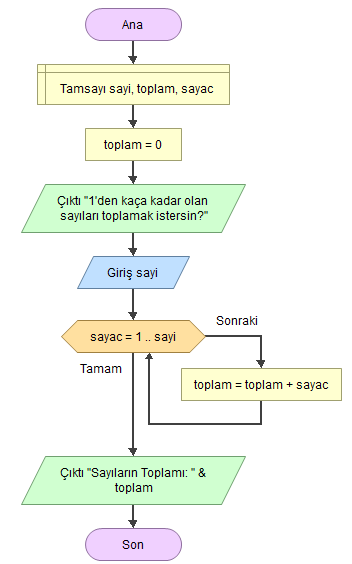 Ana
Tamsayı sayi, toplam, sayac
toplam = 0
Çıktı "1'den kaça kadar olan
sayıları toplamak istersin?"
Giriş sayi
sayac = 1 .. sayi
Sonraki
Tamam
toplam = toplam + sayac
Çıktı "Sayıların Toplamı: " &
toplam
Son